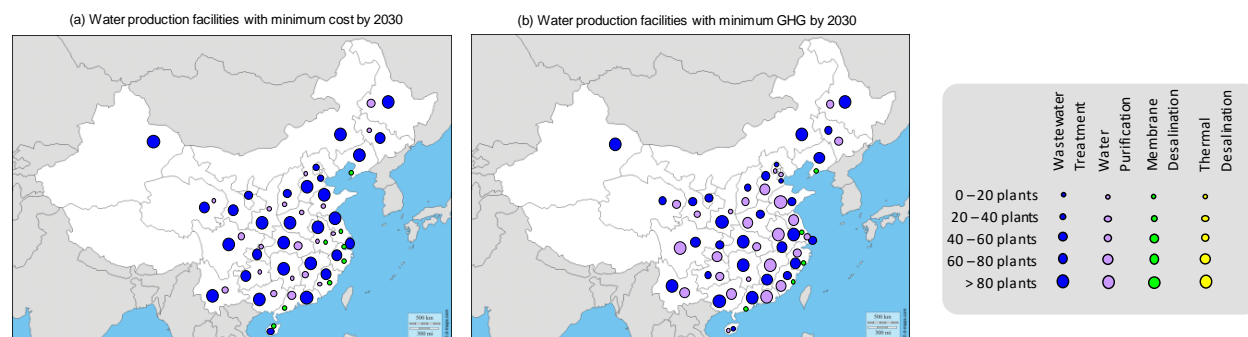 (a) Water production facilities with minimum cost by 2030
(b) Water production facilities with minimum GHG by 2030
500 km
300 mi
500 km
300 mi
Wastewater
Treatment
Water
Purification
Membrane
Desalination
Thermal
Desalination
0 – 20 plants
20 – 40 plants
40 – 60 plants
60 – 80 plants
> 80 plants